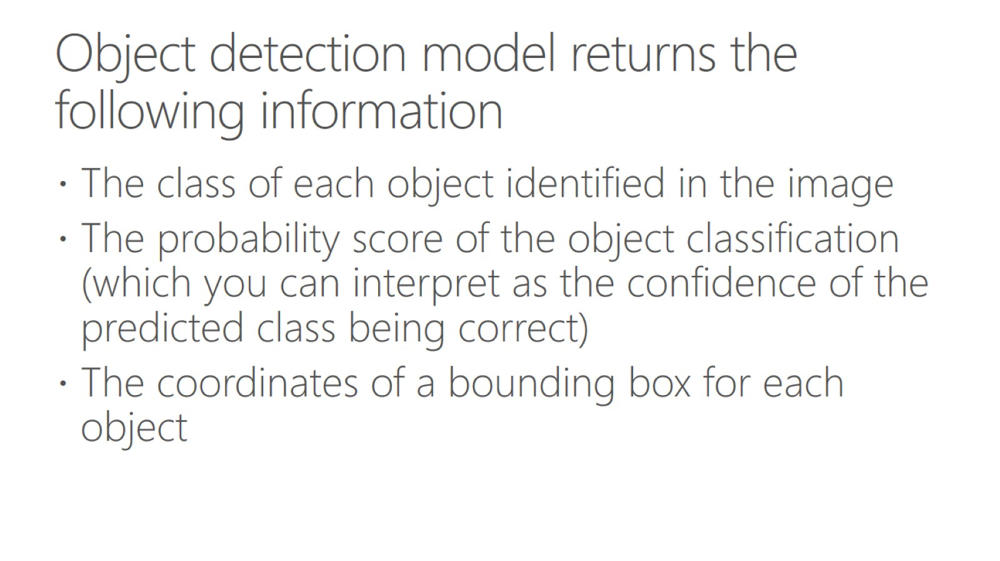 Object detection model returns the
following information
· The class of each object identified in the image
· The probability score of the object classification
(which you can interpret as the confidence of the
predicted class being correct)
· The coordinates of a bounding box for each
object